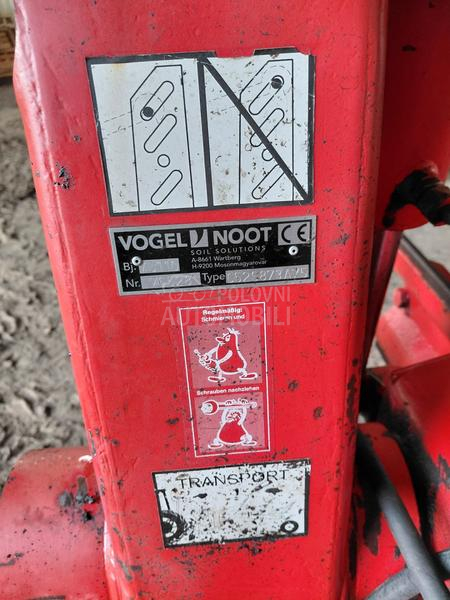 VOGEL NOOT CE
SOIL SOLUTIONS
A-8661 Wartberg
H-9200 Mosonmagyaróvár
Bj.
Nr. Type
POLOVNI
AUTOMOBILI
Regelmäßig:
Schmieren und
Schrauben nachziehen
TRANSPORT